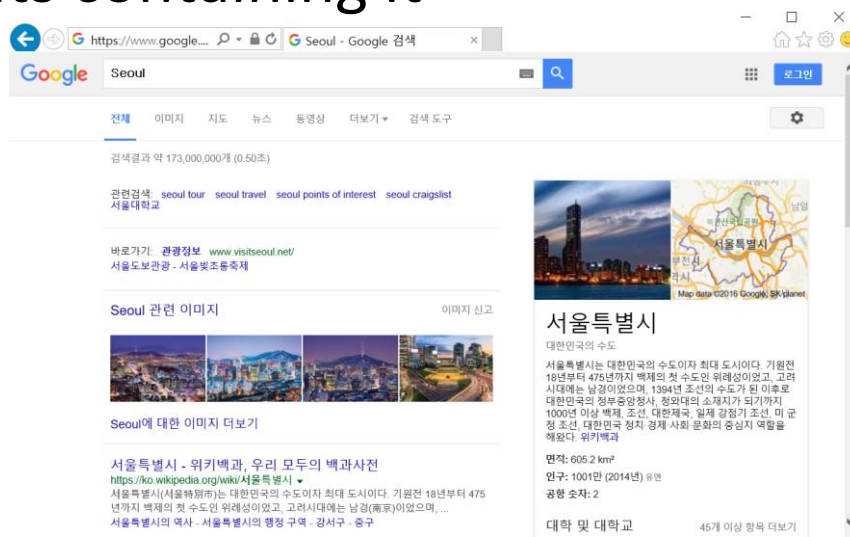 https://www.google....
Seoul - Google 검색
Google
Seoul
로그인
전체 이미지 지도 뉴스 동영상 더보기 검색 도구
검색결과 약 173,000,000개 (0.50초)
관련검색: seoul tour seoul travel seoul points of interest seoul craigslist
서울대학교
바로가기: 관광정보 www.visitseoul.net/
서울도보관광 - 서울빛초롱축제
Seoul 관련 이미지
이미지 신고
Seoul에 대한 이미지 더보기
서울특별시 - 위키백과, 우리 모두의 백과사전
https://ko.wikipedia.org/wiki/서울특별시
서울특별시(서울特別市)는 대한민국의 수도이자 최대 도시이다. 기원전 18년부터 475
년까지 백제의 첫 수도인 위례성이었고, 고려시대에는 남경(南京)이었으며, ...
서울특별시의 역사 - 서울특별시의 행정 구역 - 강서구 - 중구
서울특별시
Map data ©2016 Google, SK planet
서울특별시
대한민국의 수도
서울특별시는 대한민국의 수도이자 최대 도시이다. 기원전
18년부터 475년까지 백제의 첫 수도인 위례성이었고, 고려
시대에는 남경이었으며, 1394년 조선의 수도가 된 이후로
대한민국의 정부중앙청사, 청와대의 소재지가 되기까지
1000년 이상 백제, 조선, 대한제국, 일제 강점기 조선, 미 군
정 조선, 대한민국 정치·경제·사회·문화의 중심지 역할을
해왔다. 위키백과
면적: 605.2 km²
인구: 1001만 (2014년) 유엔
공항 숫자: 2
대학 및 대학교
45개 이상 항목 더보기